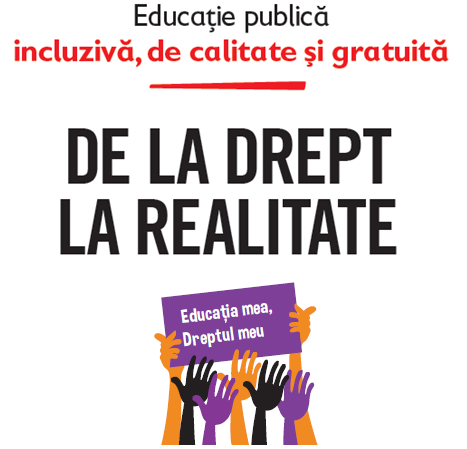 Educație publică
incluzivă, de calitate și gratuită
DE LA DREPT
LA REALITATE
Educația mea,
Dreptul meu